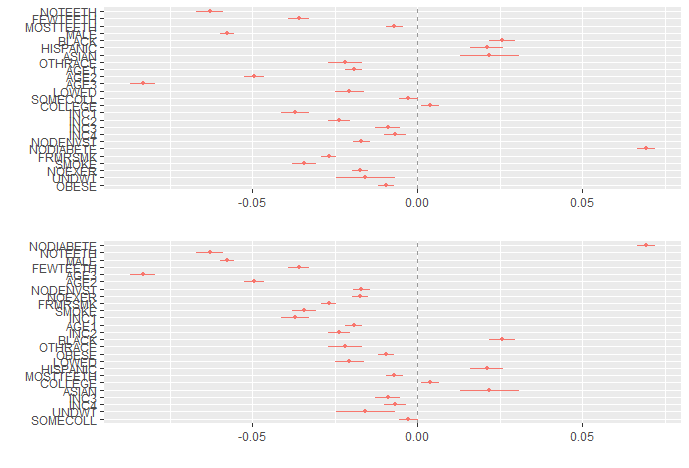 NOTEETH
FEWTEETH
MOSTTEETH
MALE
BLACK
HISPANIC
ASIAN
OTHRACE
AGE1
AGE2
AGE3
LOWED
SOMECOLL
COLLEGE
INC1
INC2
INC3
INC4
NODENVST
NODIABETE
FRMRSMK
SMOKE
NOEXER
UNDWT
OBESE
-0.05 0.00 0.05
NODIABETE
NOTEETH
MALE
FEWTEETH
AGE3
AGE2
NODENVST
NOEXER
FRMRSMK
SMOKE
INC1
AGE1
INC2
BLACK
OTHRACE
OBESE
LOWED
HISPANIC
MOSTTEETH
COLLEGE
ASIAN
INC3
INC4
UNDWT
SOMECOLL
-0.05 0.00 0.05